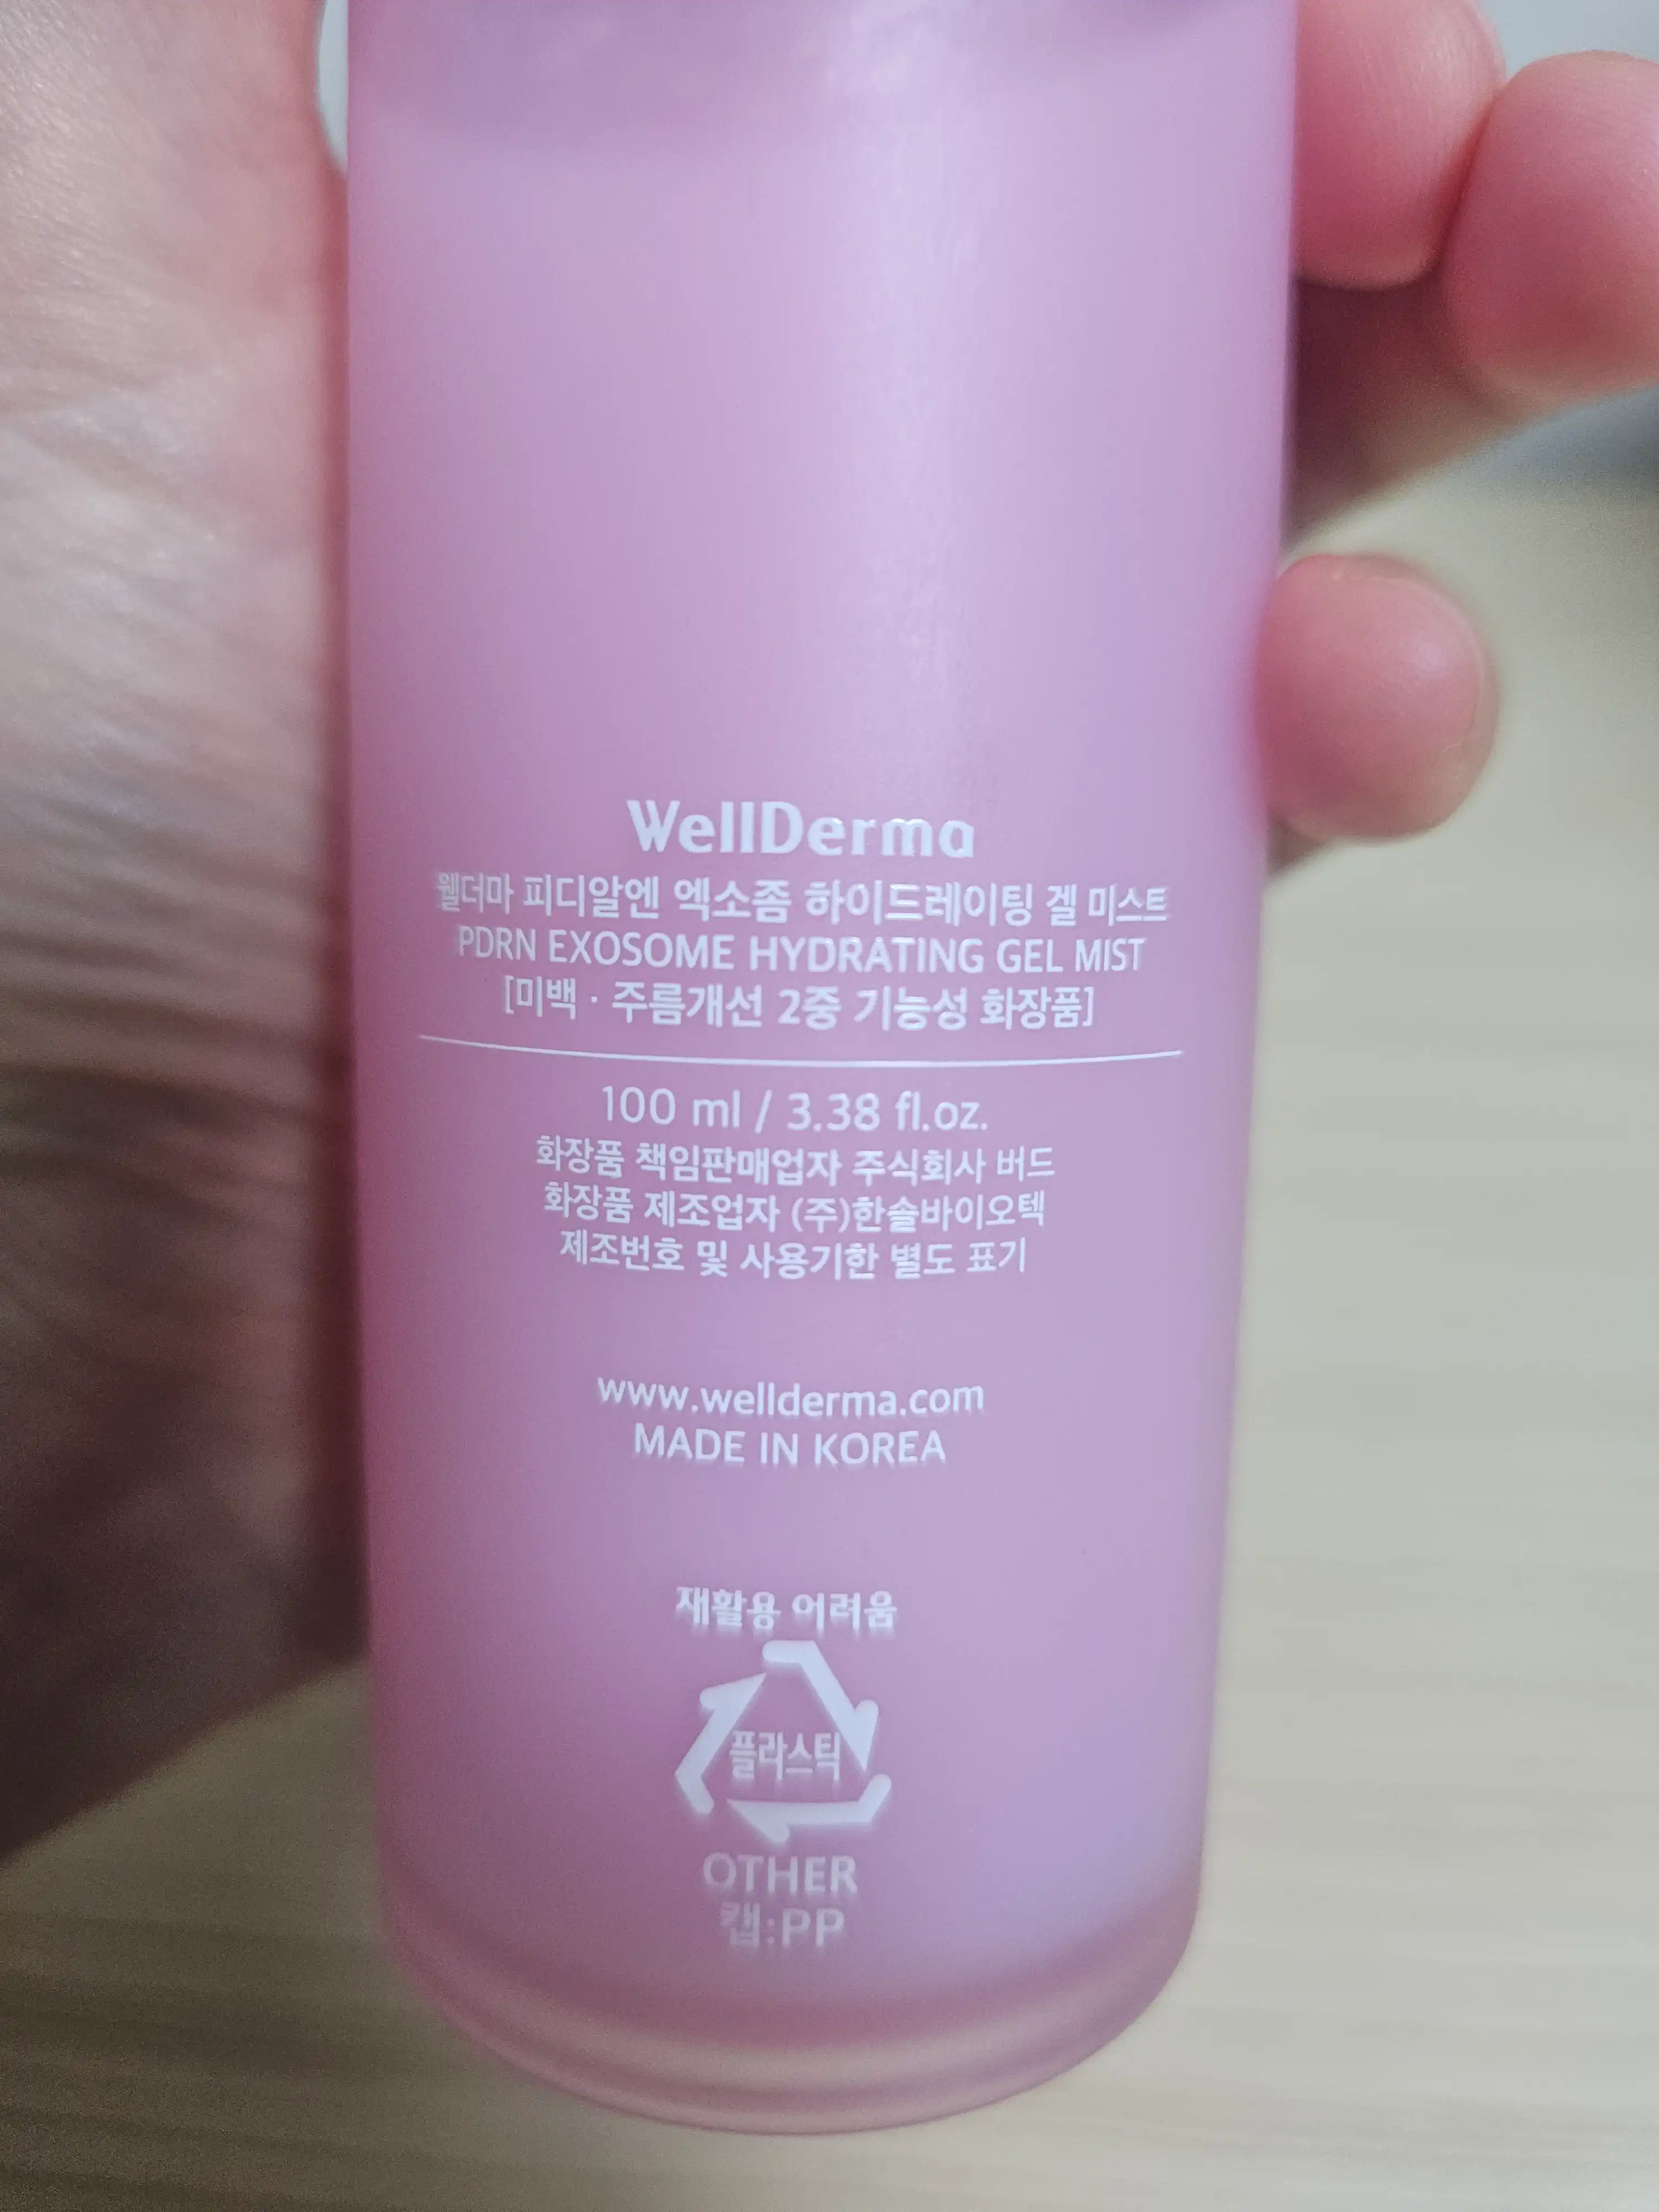 WellDerma
웰더마 피디알엔 엑소좀 하이드레이팅 겔 미스트
PDRN EXOSOME HYDRATING GEL MIST
[미백 · 주름개선 2중 기능성 화장품]
100 ml / 3.38 fl.oz.
화장품 책임판매업자 주식회사 버드
화장품 제조업자 (주)한솔바이오텍
제조번호 및 사용기한 별도 표기
www.wellderma.com
MADE IN KOREA
재활용 어려움
플라스틱
OTHER
캡:PP